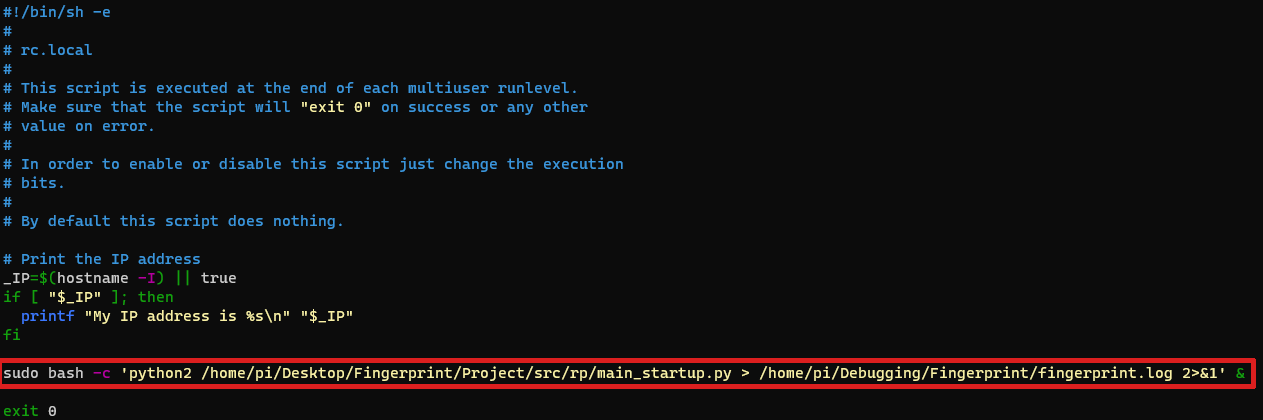 #!/bin/sh -e
#
# rc.local
#
# This script is executed at the end of each multiuser runlevel.
# Make sure that the script will "exit 0" on success or any other
# value on error.
#
# In order to enable or disable this script just change the execution
# bits.
#
# By default this script does nothing.

# Print the IP address
_IP=$(hostname -I) || true
if [ "$_IP" ]; then
  printf "My IP address is %s\n" "$_IP"
fi

sudo bash -c 'python2 /home/pi/Desktop/Fingerprint/Project/src/rp/main_startup.py > /home/pi/Debugging/Fingerprint/fingerprint.log 2>&1' &

exit 0